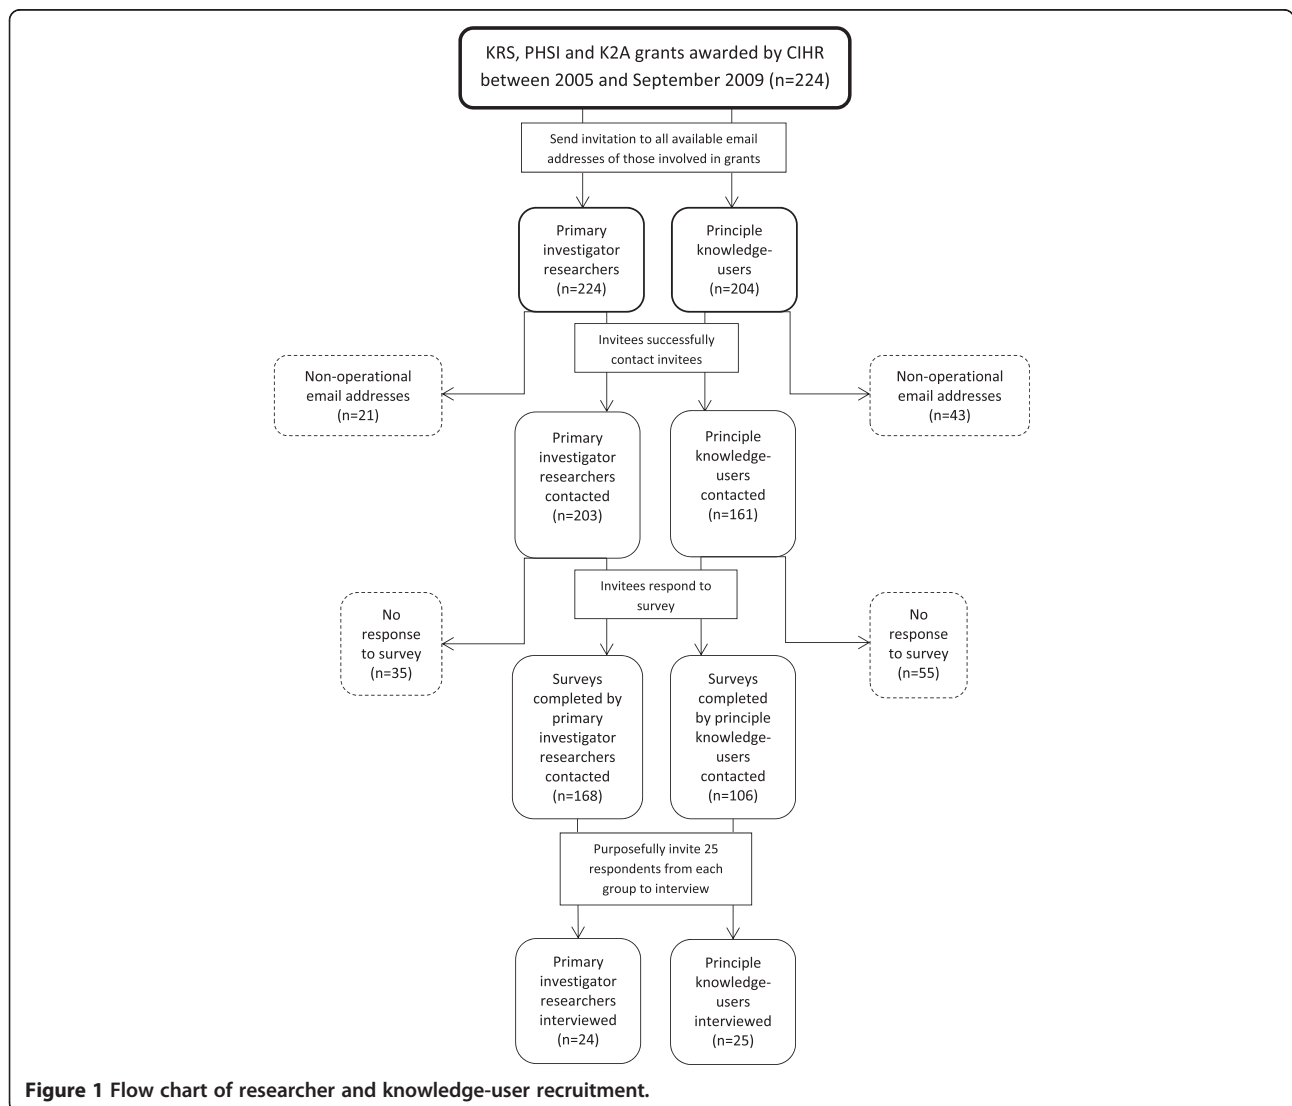 KRS, PHSI and K2A grants awarded by CIHR
between 2005 and September 2009 (n=224)
Send invitation to all available email
addresses of those involved in grants
Primary
investigator
researchers
(n=224)
Principle
knowledge-
users
(n=204)
Invitees successfully
contact invitees
Non-operational
email addresses
(n=21)
Non-operational
email addresses
(n=43)
Primary
investigator
researchers
contacted
(n=203)
Principle
knowledge-
users
contacted
(n=161)
Invitees respond to
survey
No
response
to survey
(n=35)
No
response
to survey
(n=55)
Surveys
completed by
primary
investigator
researchers
contacted
(n=168)
Surveys
completed
by principle
knowledge-
users
contacted
(n=106)
Purposefully invite 25
respondents from each
group to interview
Primary
investigator
researchers
interviewed
(n=24)
Principle
knowledge-
users
interviewed
(n=25)
Figure 1 Flow chart of researcher and knowledge-user recruitment.